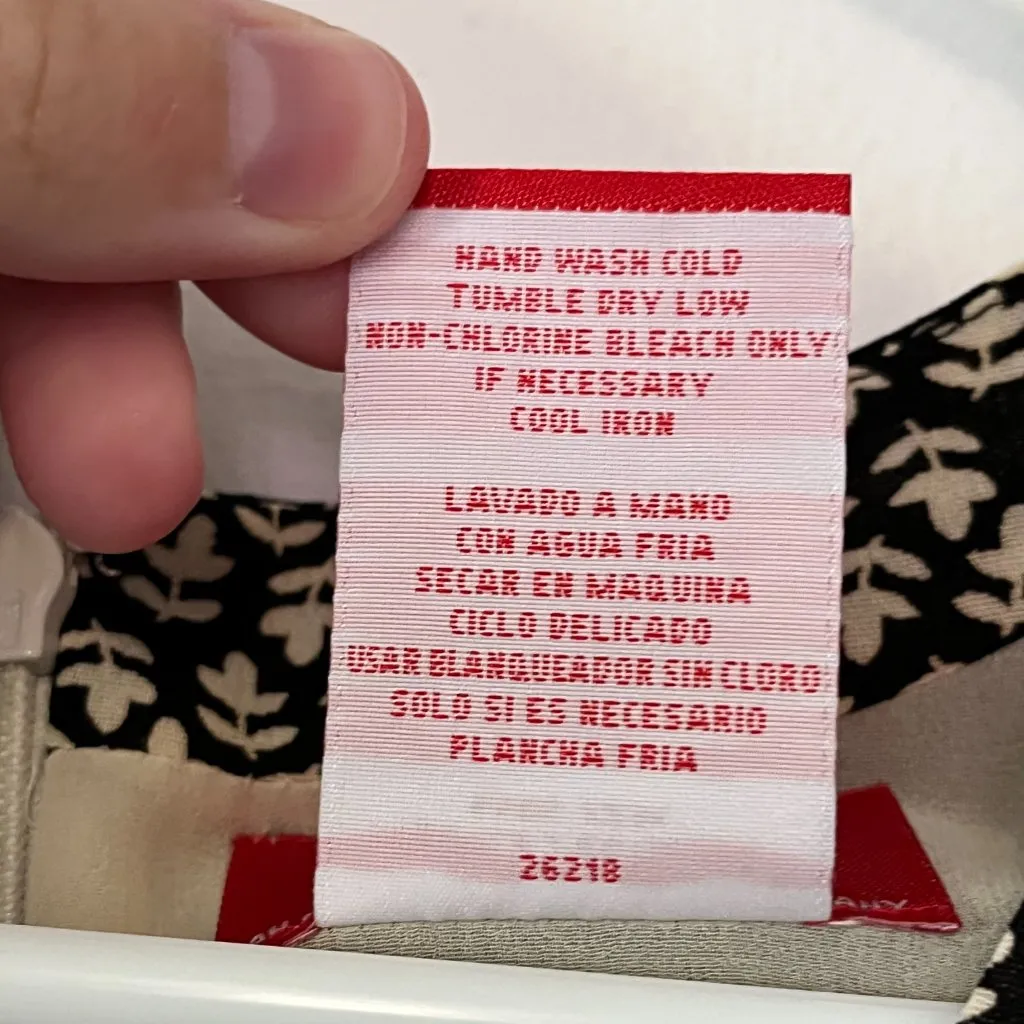 HAND WASH COLD
TUMBLE DRY LOW
NON-CHLORINE BLEACH ONLY
IF NECESSARY
COOL IRON
LAVADO A MANO
CON AGUA FRIA
SECAR EN MAQUINA
CICLO DELICADO
USAR BLANQUEADOR SIN CLORO
SOLO SI ES NECESARIO
PLANCHA FRIA
26218